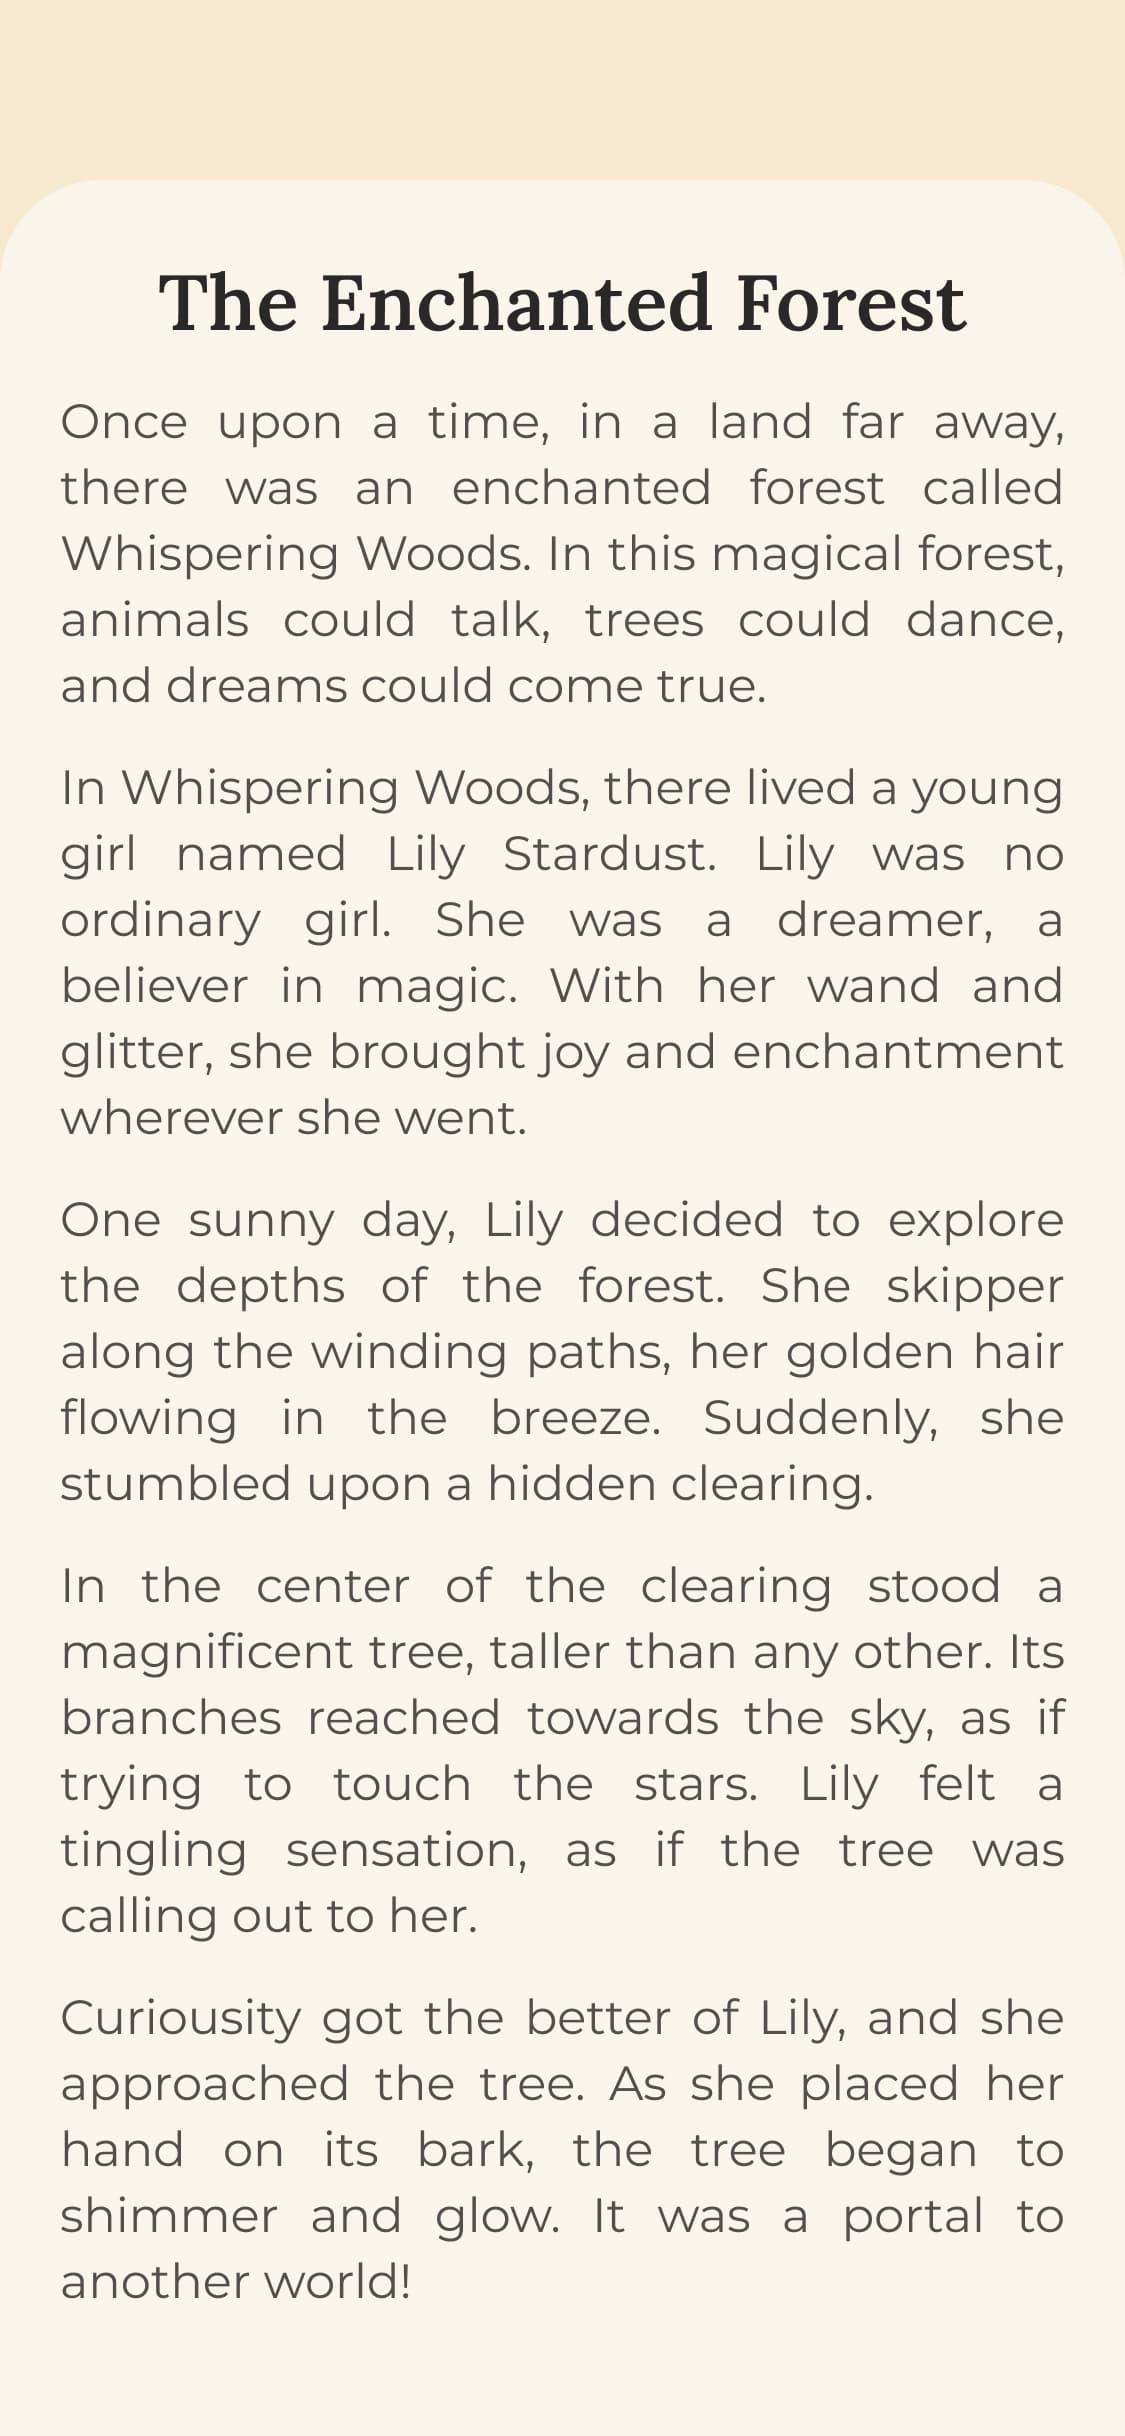 The Enchanted Forest
Once upon a time, in a land far away,
there was an enchanted forest called
Whispering Woods. In this magical forest,
animals could talk, trees could dance,
and dreams could come true.
In Whispering Woods, there lived a young
girl named Lily Stardust. Lily was no
ordinary girl. She was a dreamer, a
believer in magic. With her wand and
glitter, she brought joy and enchantment
wherever she went.
One sunny day, Lily decided to explore
the depths of the forest. She skipper
along the winding paths, her golden hair
flowing in the breeze. Suddenly, she
stumbled upon a hidden clearing.
In the center of the clearing stood a
magnificent tree, taller than any other. Its
branches reached towards the sky, as if
trying to touch the stars. Lily felt a
tingling sensation, as if the tree was
calling out to her.
Curiousity got the better of Lily, and she
approached the tree. As she placed her
hand on its bark, the tree began to
shimmer and glow. It was a portal to
another world!